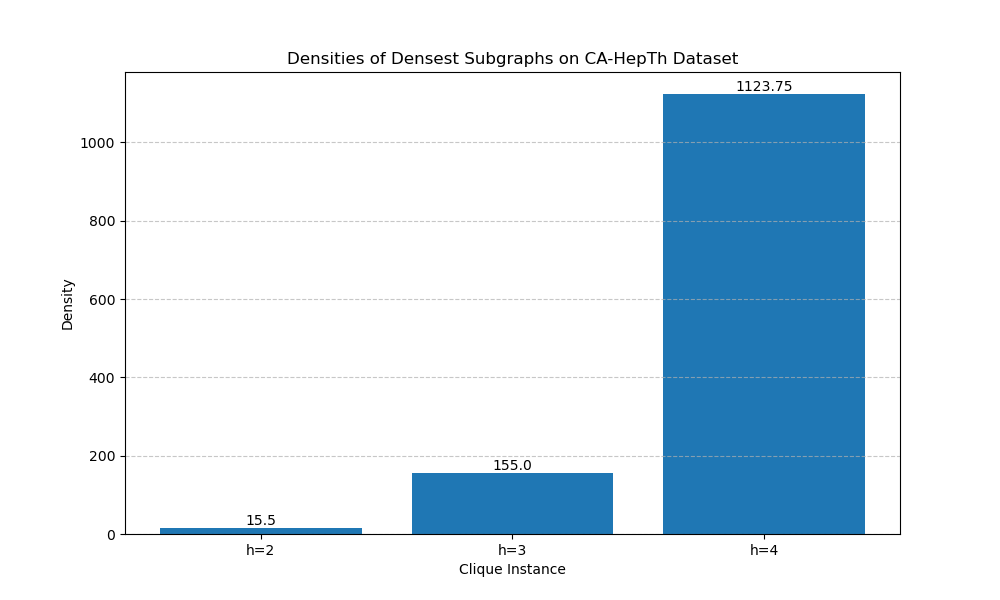 Densities of Densest Subgraphs on CA-HepTh Dataset
1123.75
1000
800
600
400
200
0
Density
155.0
15.5
h=2
h=3
h=4
Clique Instance